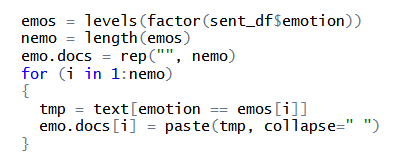 emos = levels(factor(sent_df$emotion))
nemo = length(emos)
emo.docs = rep("", nemo)
for (i in 1:nemo)
{
  tmp = text[emotion == emos[i]]
  emo.docs[i] = paste(tmp, collapse=" ")
}